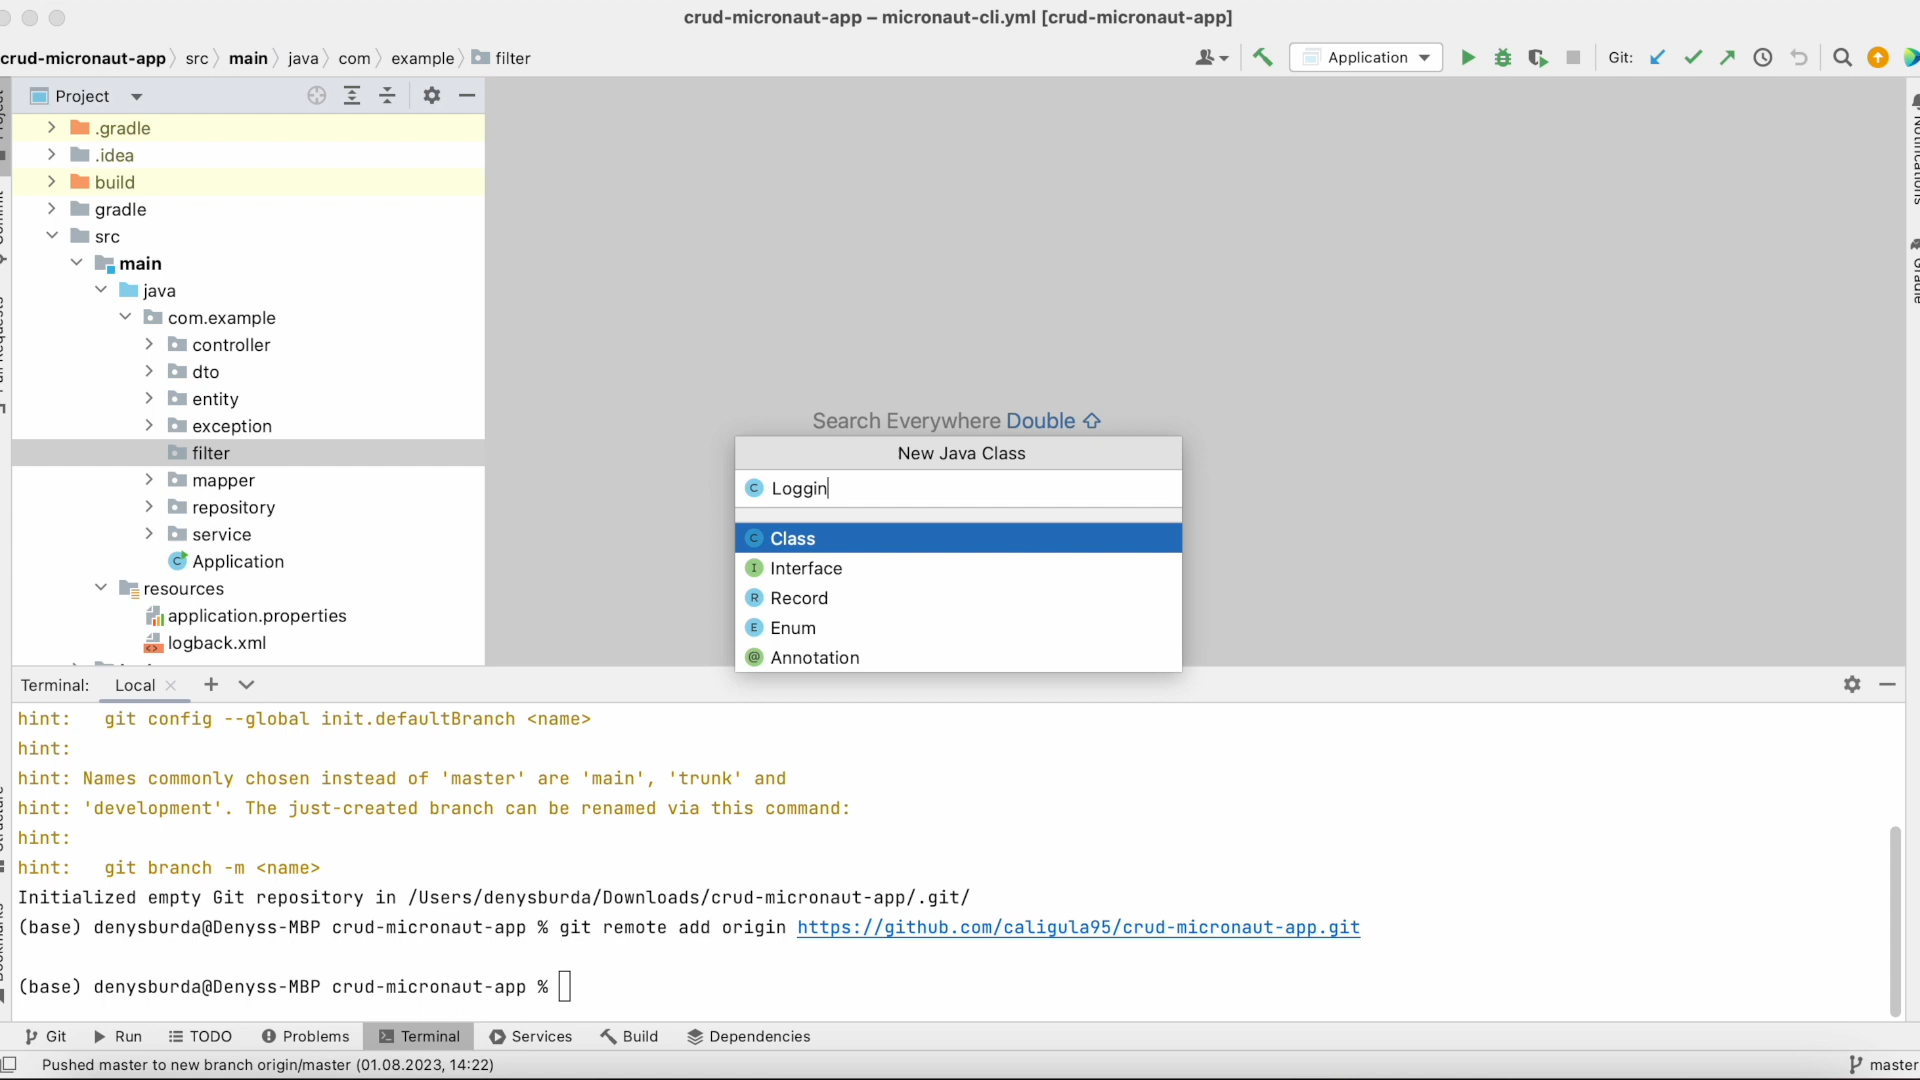 crud-micronaut-app – micronaut-cli.yml [crud-micronaut-app]
crud-micronaut-app src main java com example filter
Application
Git:
Project
.gradle
.idea
build
gradle
src
main
java
com.example
controller
dto
entity
exception
filter
mapper
repository
service
Application
resources
application.properties
logback.xml
Search Everywhere Double ⇧
New Java Class
Loggin
Class
Interface
Record
Enum
Annotation
Notifications
Gradle
Terminal: Local
hint:   git config --global init.defaultBranch <name>
hint:
hint: Names commonly chosen instead of 'master' are 'main', 'trunk' and
hint: 'development'. The just-created branch can be renamed via this command:
hint:
hint:   git branch -m <name>
Initialized empty Git repository in /Users/denysburda/Downloads/crud-micronaut-app/.git/
(base) denysburda@Denyss-MBP crud-micronaut-app % git remote add origin https://github.com/caligula95/crud-micronaut-app.git
(base) denysburda@Denyss-MBP crud-micronaut-app %
Git Run TODO Problems Terminal Services Build Dependencies
Pushed master to new branch origin/master (01.08.2023, 14:22)
master